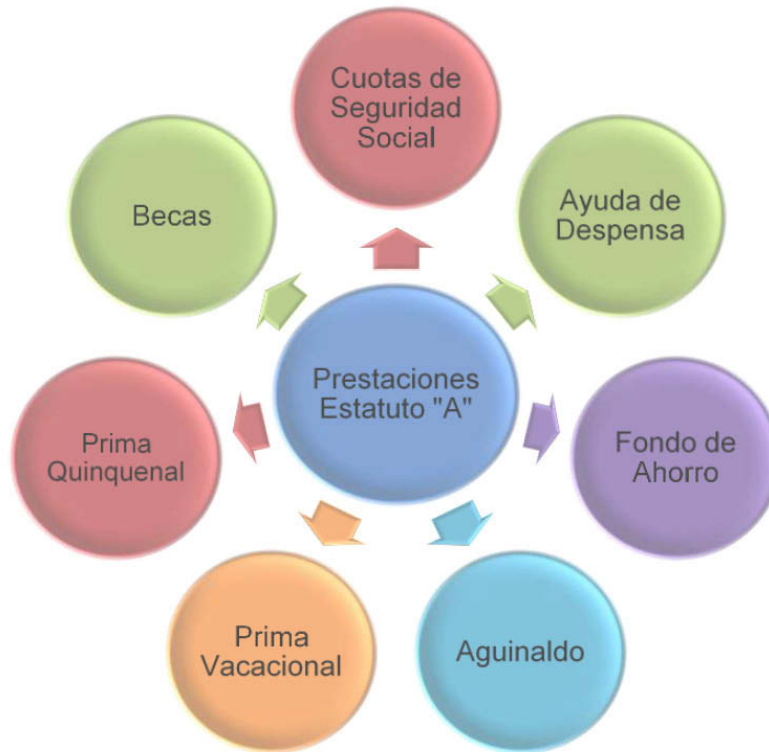 Cuotas de
Seguridad
Social
Ayuda de
Despensa
Fondo de
Ahorro
Aguinaldo
Prima
Vacacional
Prima
Quinquenal
Becas
Prestaciones
Estatuto "A"